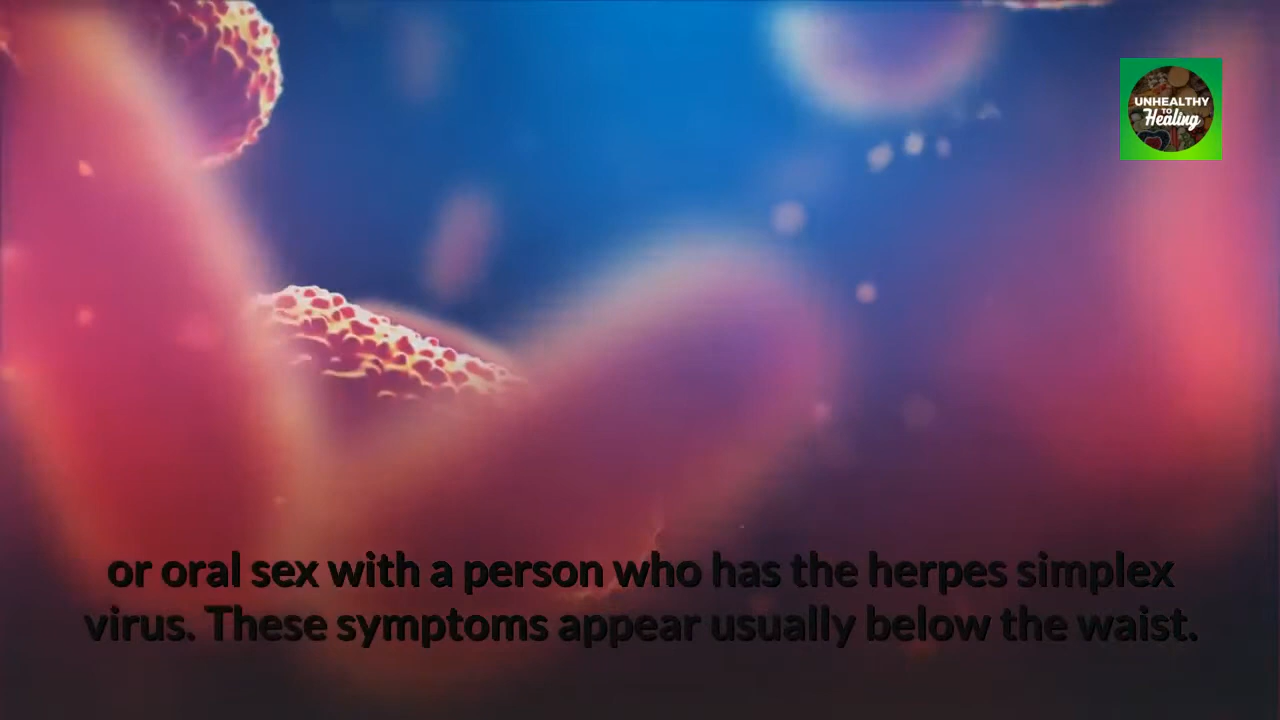 UNHEALTHY
TO
Healing
or oral sex with a person who has the herpes simplex
virus. These symptoms appear usually below the waist.